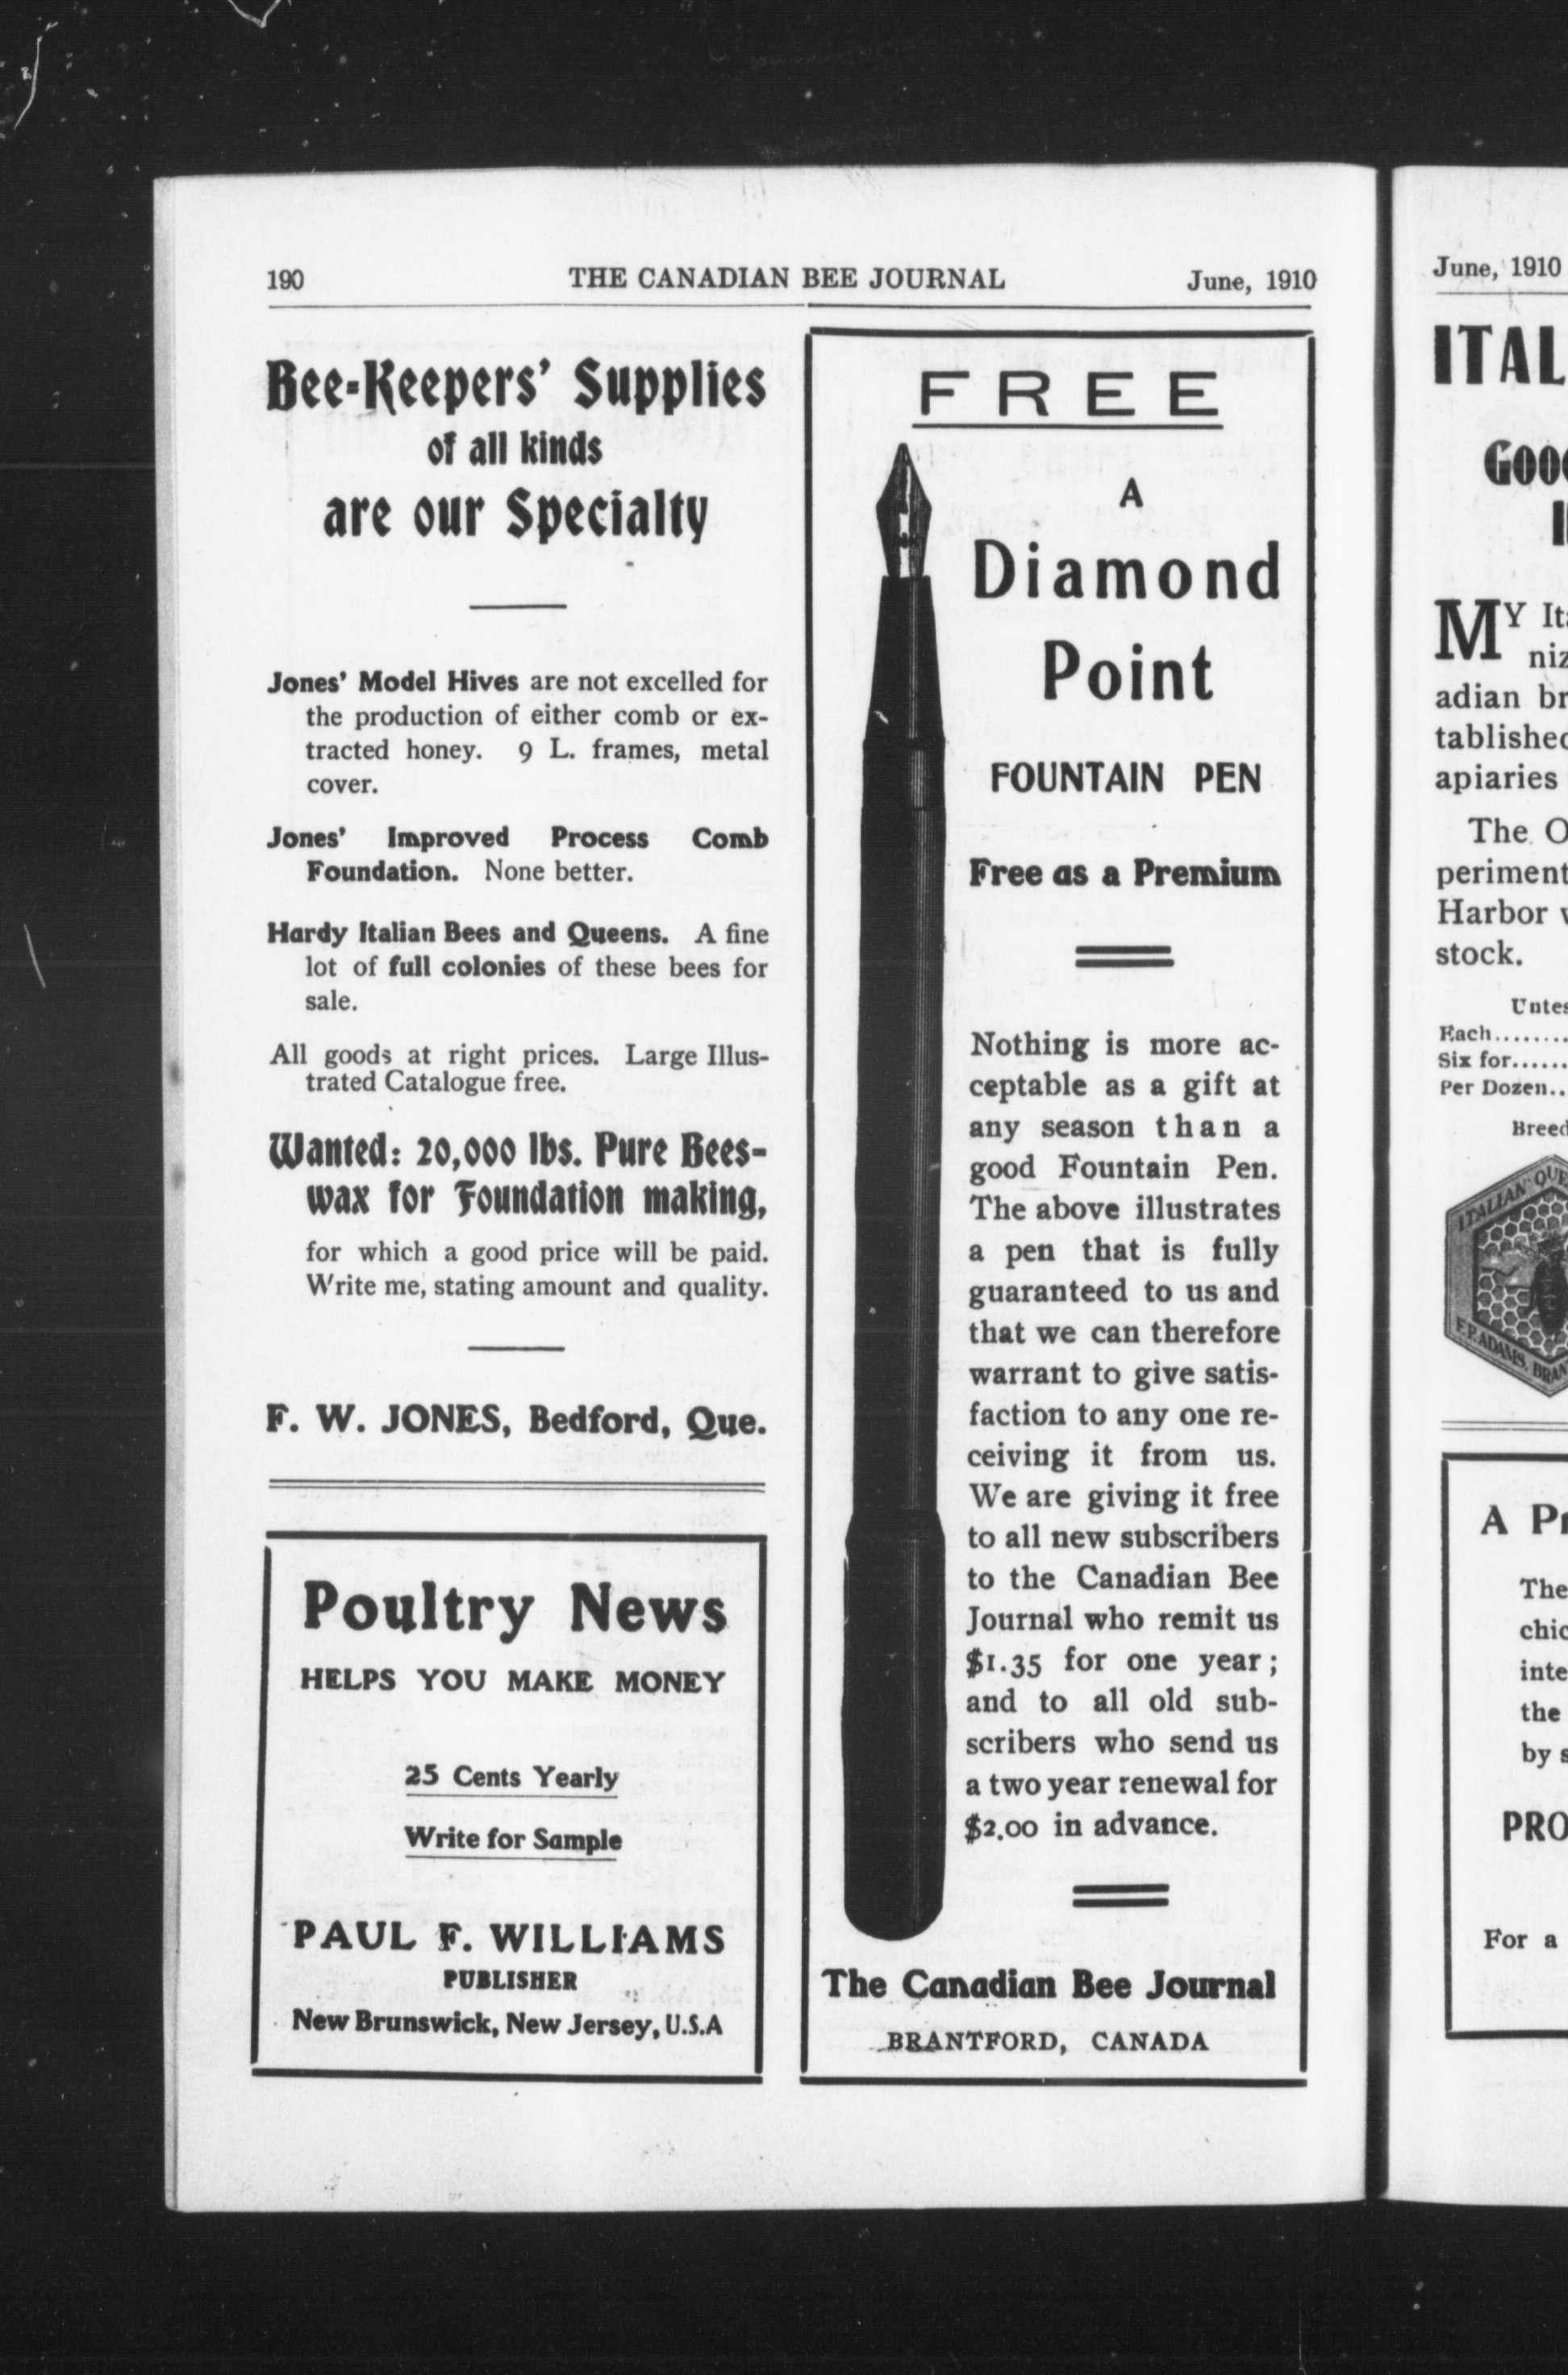 190 THE CANADIAN BEE JOURNAL June, 1910
Bee-Keepers' Supplies
of all kinds
are our Specialty
Jones' Model Hives are not excelled for
the production of either comb or ex-
tracted honey. 9 L. frames, metal
cover.
Jones' Improved Process Comb
Foundation. None better.
Hardy Italian Bees and Queens. A fine
lot of full colonies of these bees for
sale.
All goods at right prices. Large Illus-
trated Catalogue free.
Wanted: 20,000 lbs. Pure Bees-
wax for Foundation making,
for which a good price will be paid.
Write me, stating amount and quality.
F. W. JONES, Bedford, Que.
Poultry News
HELPS YOU MAKE MONEY
25 Cents Yearly
Write for Sample
PAUL F. WILLIAMS
PUBLISHER
New Brunswick, New Jersey, U.S.A
FREE
A
Diamond
Point
FOUNTAIN PEN
Free as a Premium
Nothing is more ac-
ceptable as a gift at
any season than a
good Fountain Pen.
The above illustrates
a pen that is fully
guaranteed to us and
that we can therefore
warrant to give satis-
faction to any one re-
ceiving it from us.
We are giving it free
to all new subscribers
to the Canadian Bee
Journal who remit us
$1.35 for one year;
and to all old sub-
scribers who send us
a two year renewal for
$2.00 in advance.
The Canadian Bee Journal
BRANTFORD, CANADA
June, 1910
MY
adian
apiaries
The
Harbor
stock.
Each........
Six for......
Per Dozen..
ITALIAN
F. P. ADAMS,
A
The
the
by
For a